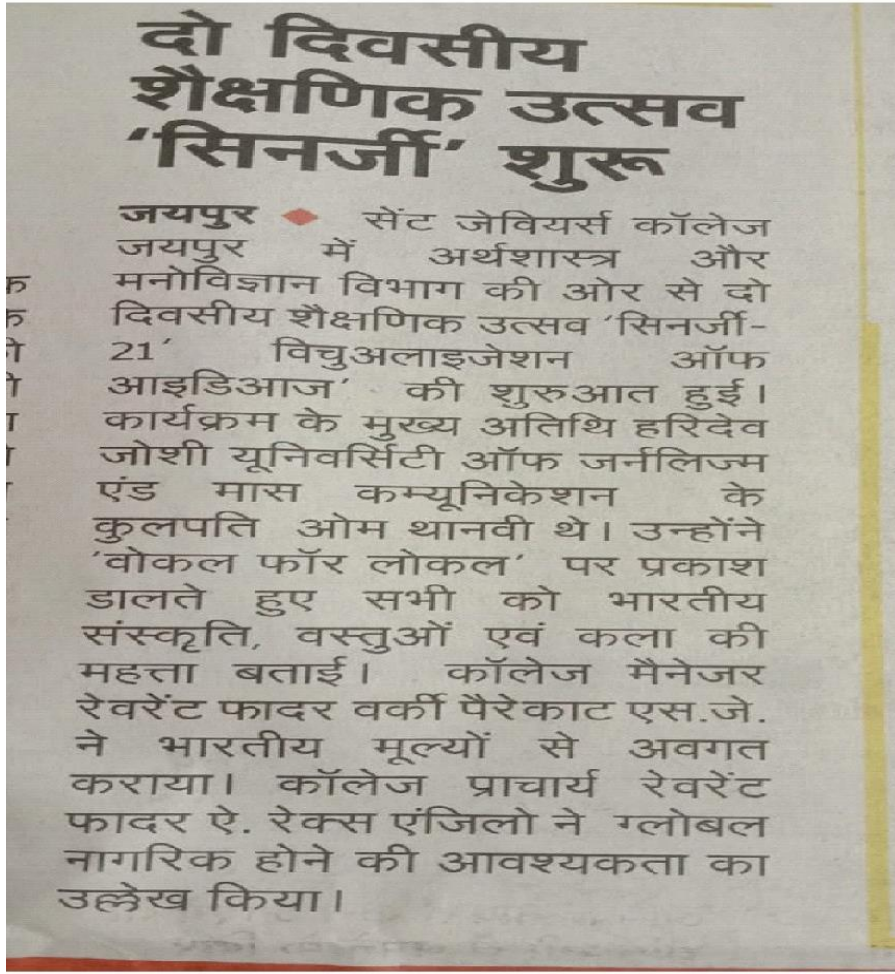 दो दिवसीय
शैक्षणिक उत्सव
‘सिनर्जी’ शुरू
जयपुर ◆ सेंट जेवियर्स कॉलेज
जयपुर में अर्थशास्त्र और
मनोविज्ञान विभाग की ओर से दो
दिवसीय शैक्षणिक उत्सव ‘सिनर्जी-
21’ विचुअलाइजेशन ऑफ
आइडिआज’ की शुरुआत हुई।
कार्यक्रम के मुख्य अतिथि हरिदेव
जोशी यूनिवर्सिटी ऑफ जर्नलिज्म
एंड मास कम्यूनिकेशन के
कुलपति ओम थानवी थे। उन्होंने
‘वोकल फॉर लोकल’ पर प्रकाश
डालते हुए सभी को भारतीय
संस्कृति, वस्तुओं एवं कला की
महत्ता बताई। कॉलेज मैनेजर
रेवरेंट फादर वर्की पैरेकाट एस.जे.
ने भारतीय मूल्यों से अवगत
कराया। कॉलेज प्राचार्य रेवरेंट
फादर ऐ. रेक्स एंजिलो ने ग्लोबल
नागरिक होने की आवश्यकता का
उल्लेख किया।